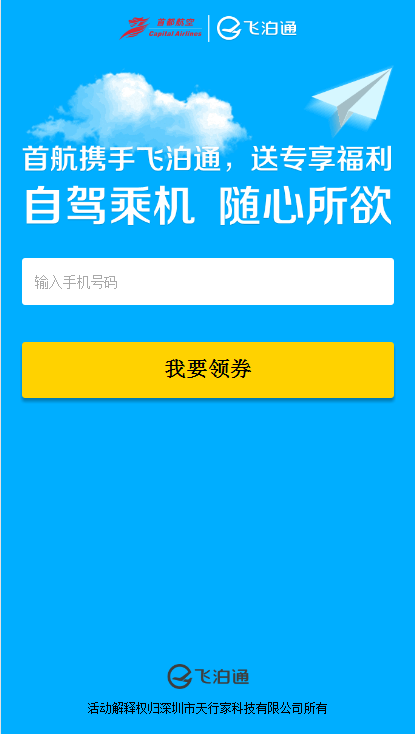 首都航空 飞泊通
Capital Airlines
首航携手飞泊通，送专享福利
自驾乘机 随心所欲
输入手机号码
我要领券
飞泊通
活动解释权归深圳市天行家科技有限公司所有